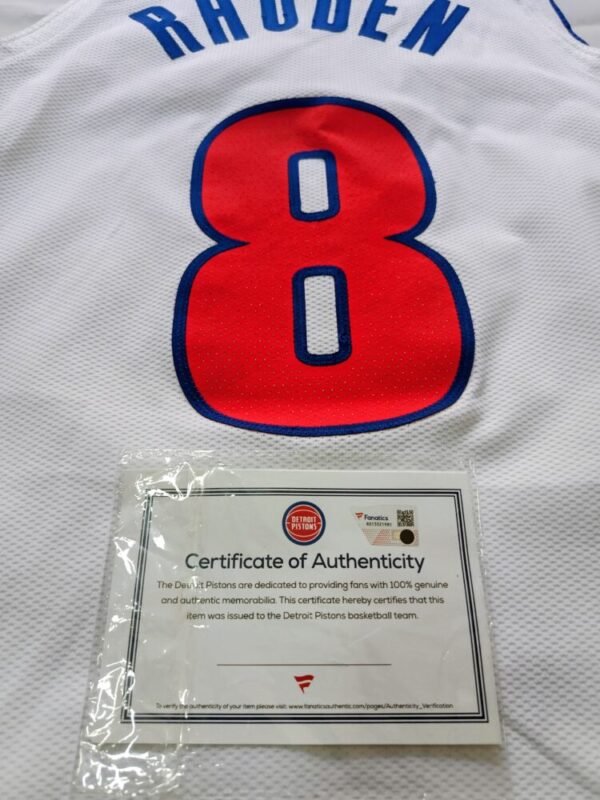 RHODEN
8
DETROIT
PISTONS
Fanatics
Certificate of Authenticity
The Detroit Pistons are dedicated to providing fans with 100% genuine
and authentic memorabilia. This certificate hereby certifies that this
item was issued to the Detroit Pistons basketball team.
To verify the authenticity of your item please visit: www.fanaticsauthentic.com/pages/Authenticity_Verification